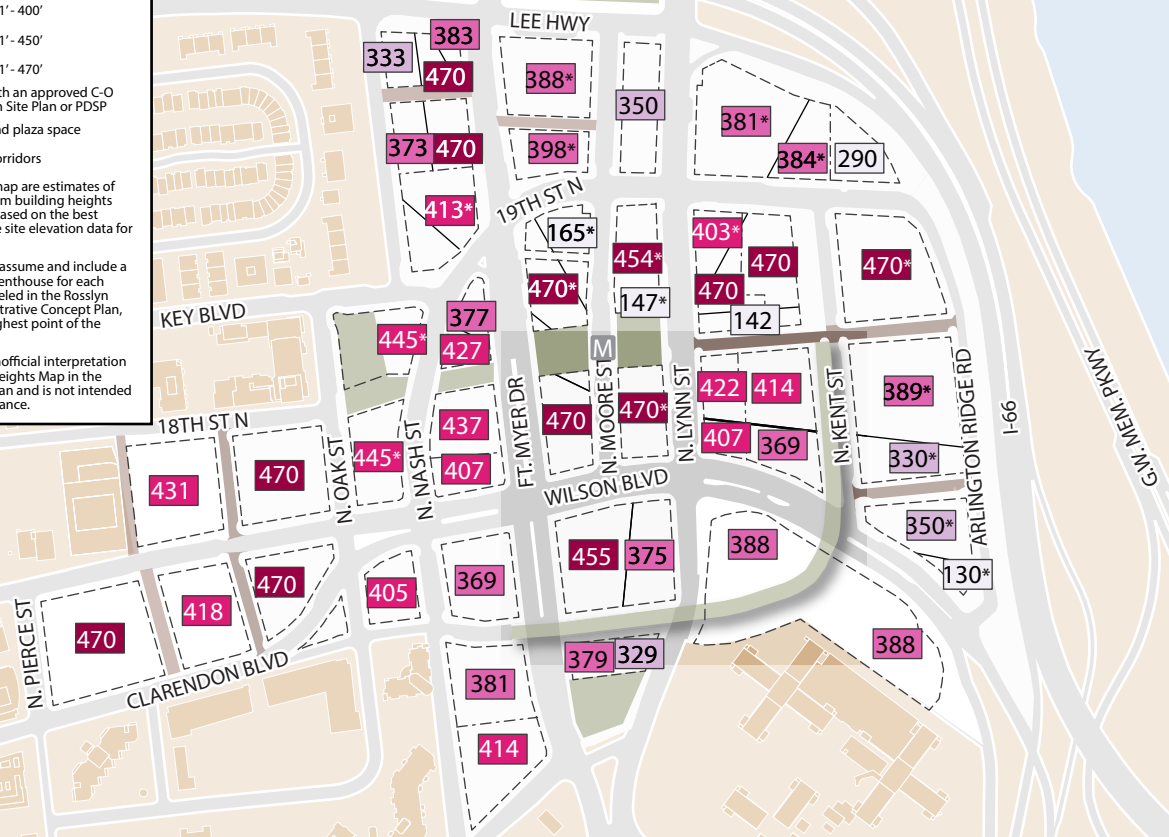 1’ - 400’
1’ - 450’
1’ - 470’
th an approved C-O
n Site Plan or PDSP
nd plaza space
orridors
map are estimates of
m building heights
ased on the best
e site elevation data for
assume and include a
enthouse for each
eled in the Rosslyn
trative Concept Plan,
ghest point of the
nofficial interpretation
eights Map in the
an and is not intended
ance.
LEE HWY
383
333
470
388*
350
381*
373
470
398*
384*
290
413*
19TH ST N
165*
403*
454*
470
470*
470*
470
147*
142
KEY BLVD
377
445*
427
M
N. MOORE ST
N. LYNN ST
N. KENT ST
ARLINGTON RIDGE RD
I-66
G.W. MEM. PKWY
FT. MYER DR
422
414
389*
470
470*
437
407
369
18TH ST N
N. OAK ST
N. NASH ST
445*
407
330*
431
470
WILSON BLVD
350*
455
375
388
130*
470
369
405
418
470
N. PIERCE ST
CLARENDON BLVD
379
329
388
381
414